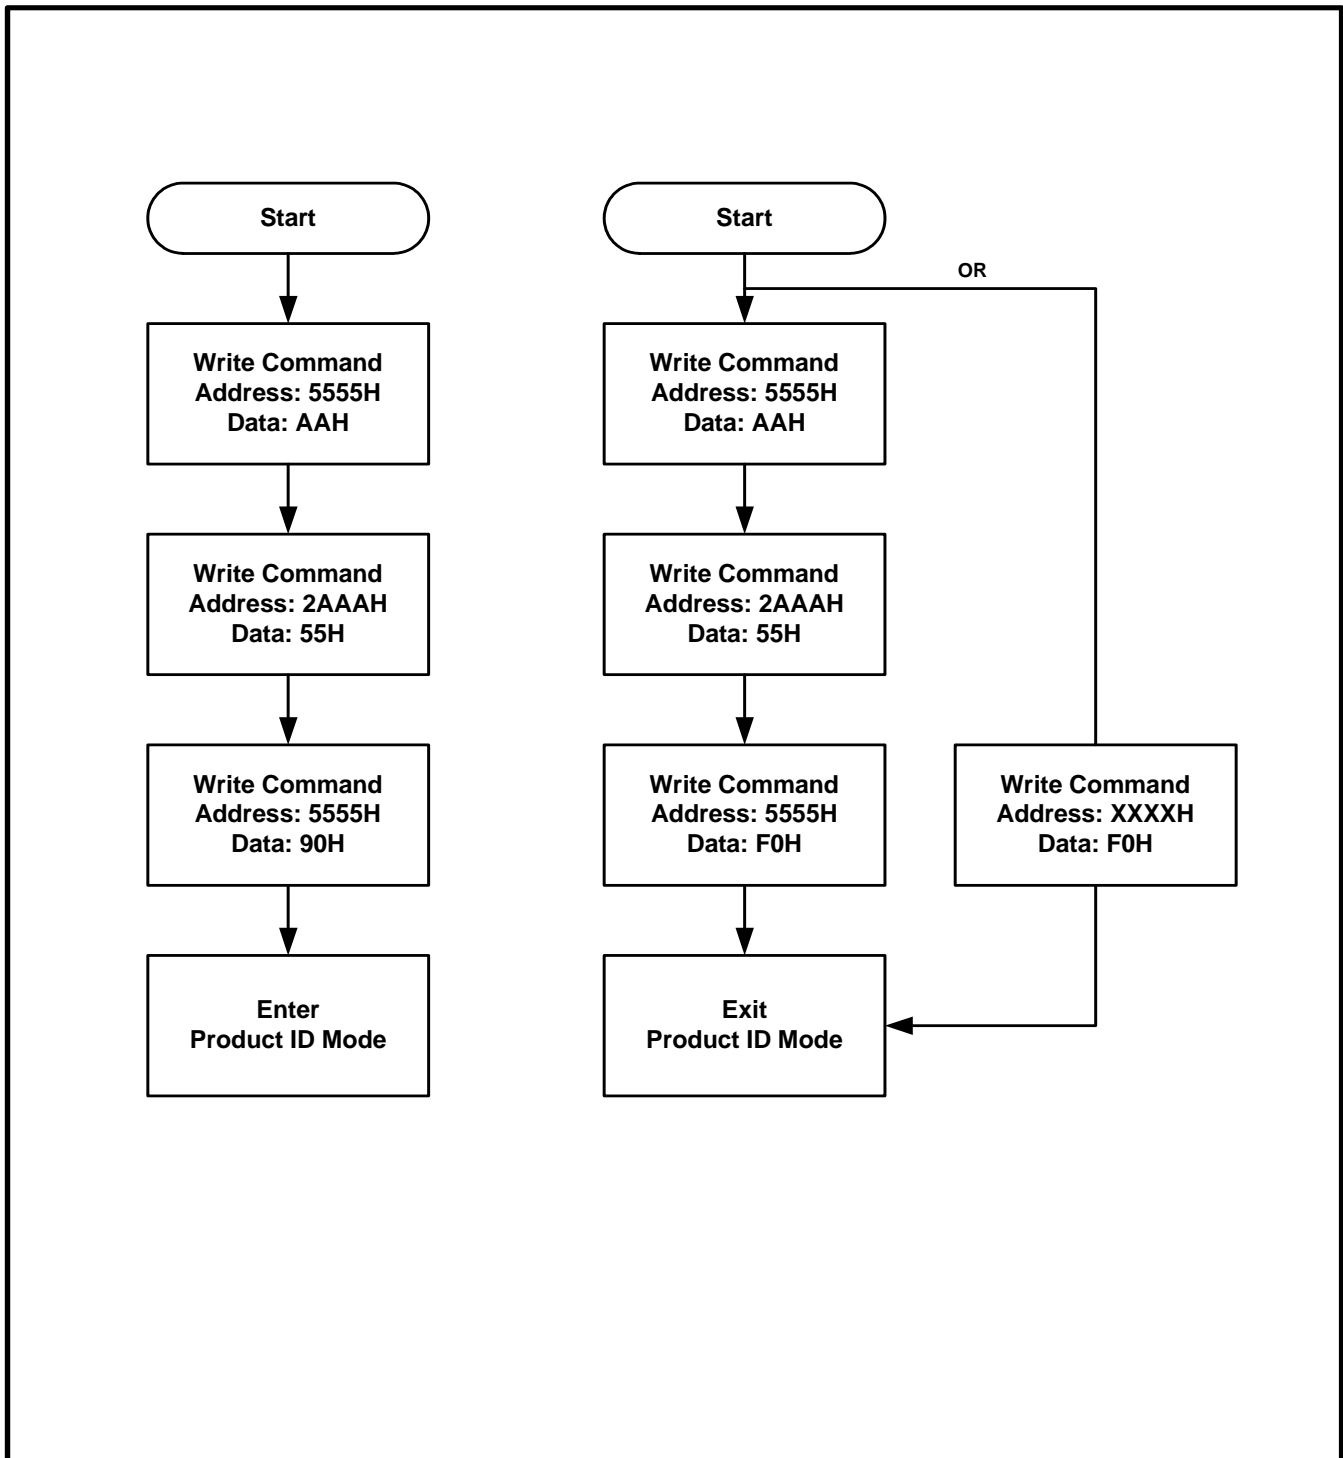 Start
Write Command
Address: 5555H
Data: AAH
Write Command
Address: 2AAAH
Data: 55H
Write Command
Address: 5555H
Data: 90H
Enter
Product ID Mode
Start
OR
Write Command
Address: 5555H
Data: AAH
Write Command
Address: 2AAAH
Data: 55H
Write Command
Address: 5555H
Data: F0H
Write Command
Address: XXXXH
Data: F0H
Exit
Product ID Mode